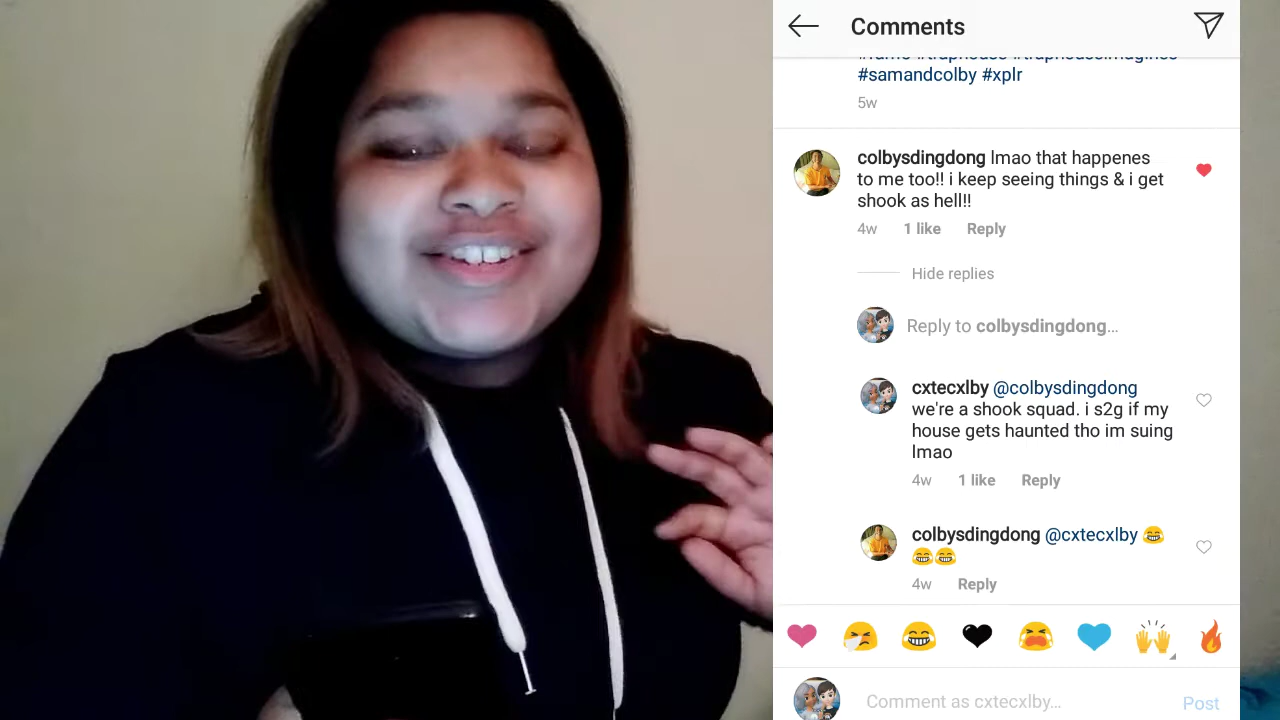 Comments
#samandcolby #xplr
5w
colbysdingdong lmao that happenes
to me too!! i keep seeing things & i get
shook as hell!!
4w 1 like Reply
Hide replies
Reply to colbysdingdong...
cxtecxlby @colbysdingdong
we're a shook squad. i s2g if my
house gets haunted tho im suing
lmao
4w 1 like Reply
colbysdingdong @cxtecxlby 😂
😂😂
4w Reply
Comment as cxtecxlby...
Post